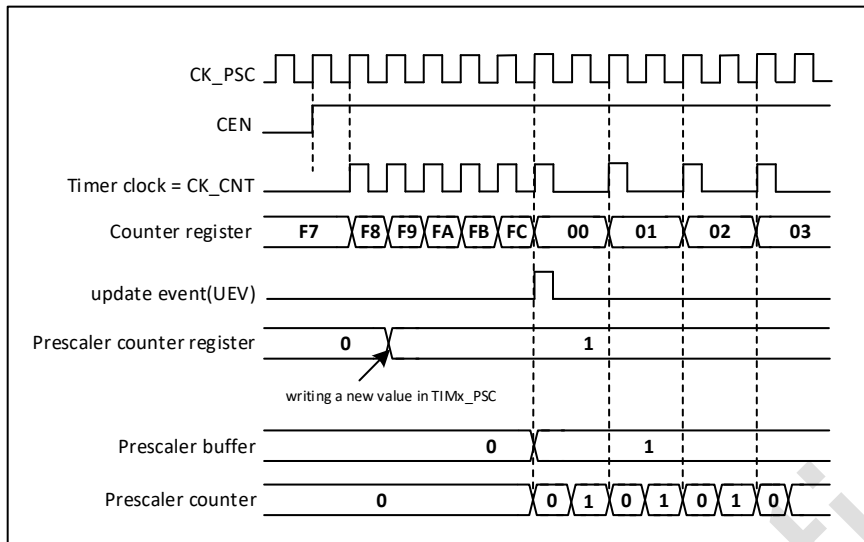 CK_PSC
CEN
Timer clock = CK_CNT
Counter register F7 F8 F9 FA FB FC 00 01 02 03
update event(UEV)
Prescaler counter register 0 1
writing a new value in TIMx_PSC
Prescaler buffer 0 1
Prescaler counter 0 0 1 0 1 0 1 0